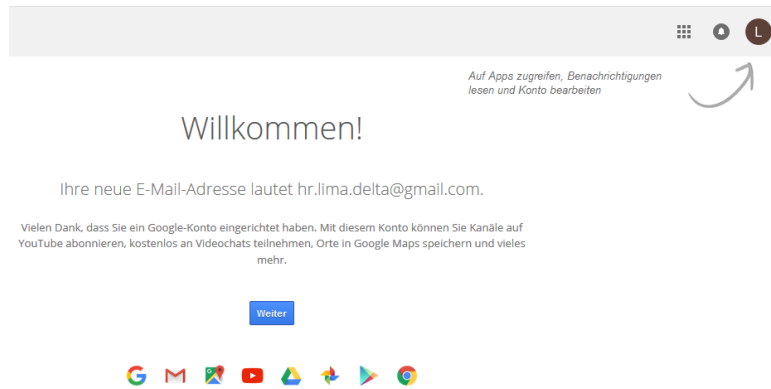 L
Auf Apps zugreifen, Benachrichtigungen
lesen und Konto bearbeiten
Willkommen!
Ihre neue E-Mail-Adresse lautet hr.lima.delta@gmail.com.
Vielen Dank, dass Sie ein Google-Konto eingerichtet haben. Mit diesem Konto können Sie Kanäle auf
YouTube abonnieren, kostenlos an Videochats teilnehmen, Orte in Google Maps speichern und vieles
mehr.
Weiter